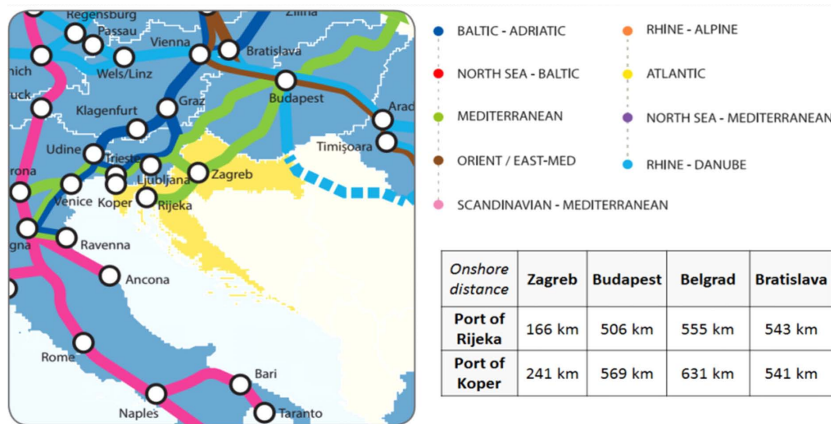 Regensburg
Passau
Vienna
Bratislava
Wels/Linz
Budapest
Graz
Klagenfurt
Arad
Timişoara
Udine
Trieste
Ljubljana
Zagreb
Venice
Koper
Rijeka
Ravenna
Ancona
Rome
Bari
Naples
Taranto
BALTIC - ADRIATIC
NORTH SEA - BALTIC
MEDITERRANEAN
ORIENT / EAST-MED
SCANDINAVIAN - MEDITERRANEAN
RHINE - ALPINE
ATLANTIC
NORTH SEA - MEDITERRANEAN
RHINE - DANUBE
Onshore distance Zagreb Budapest Belgrad Bratislava
Port of Rijeka 166 km 506 km 555 km 543 km
Port of Koper 241 km 569 km 631 km 541 km